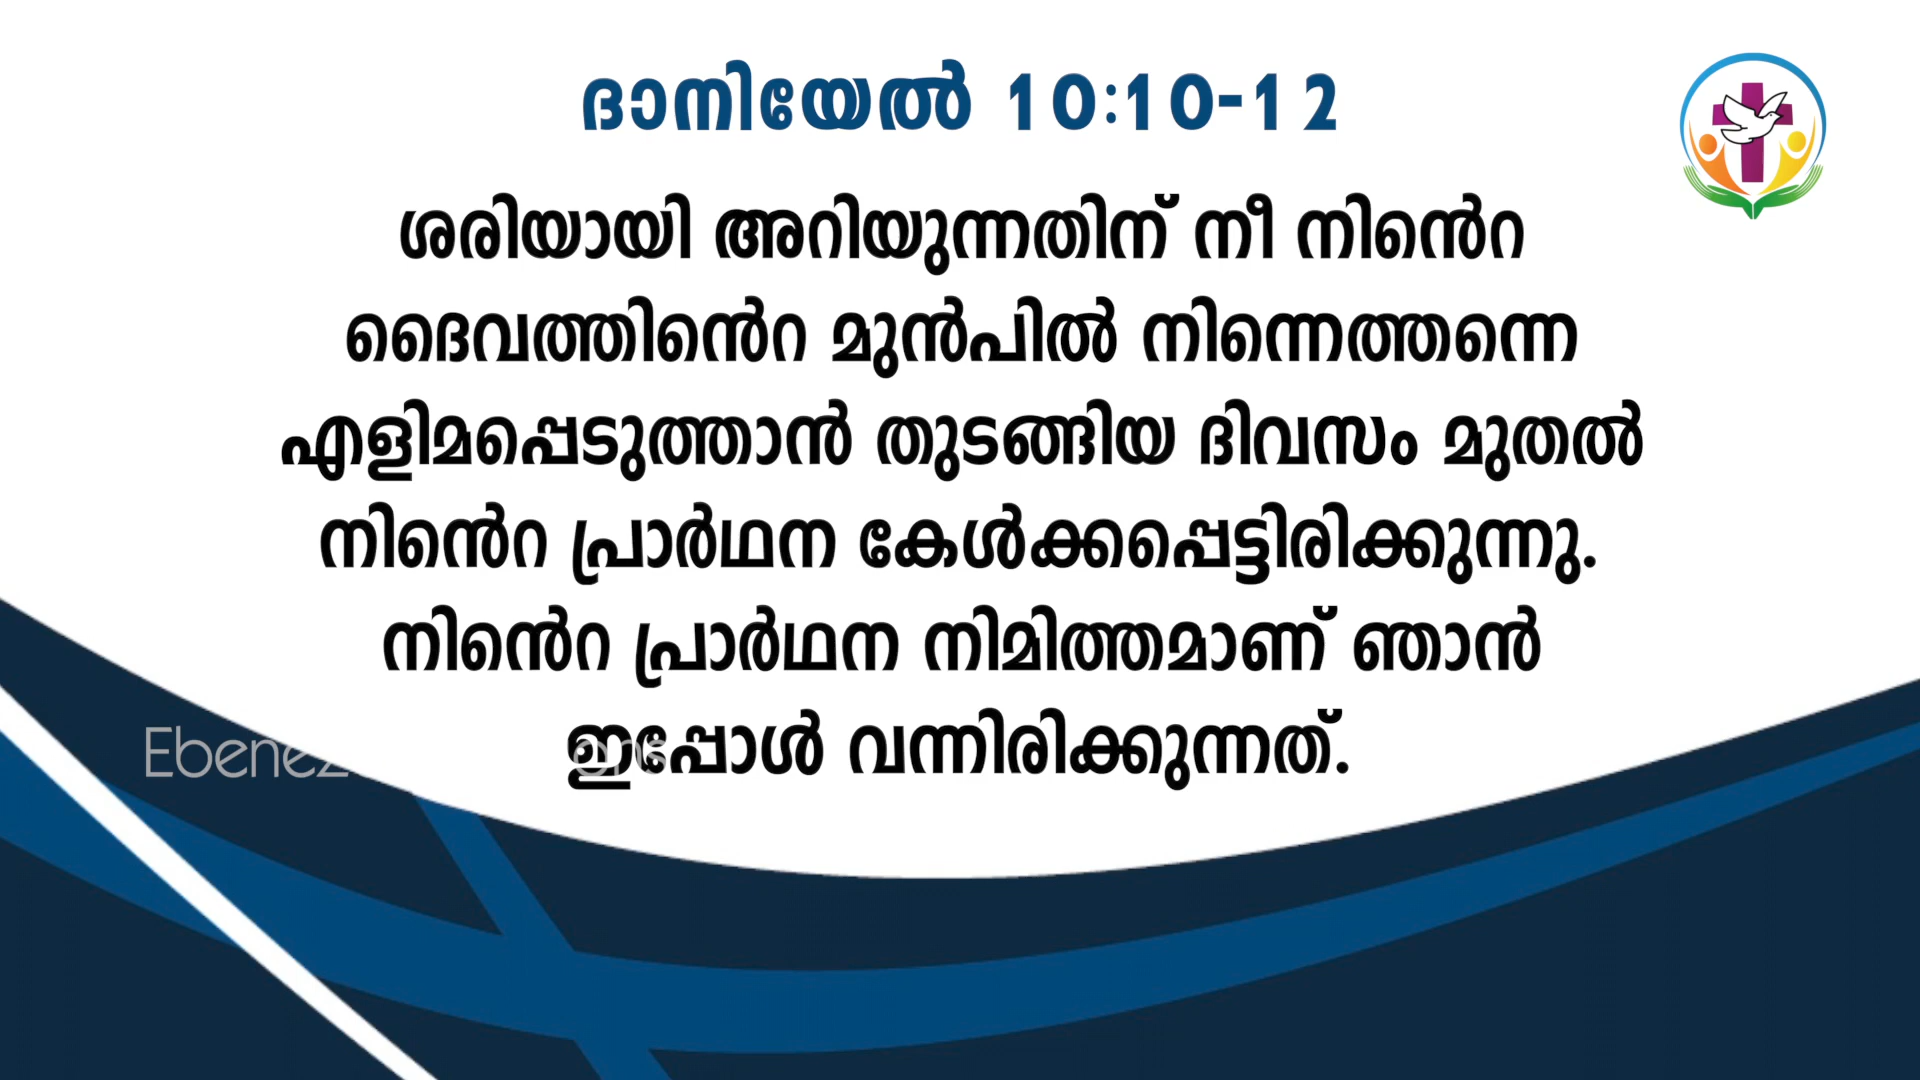 ദാനിയേൽ 10:10-12
ശരിയായി അറിയുന്നതിന് നീ നിൻെറ
ദൈവത്തിൻെറ മുൻപിൽ നിന്നെത്തന്നെ
എളിമപ്പെടുത്താൻ തുടങ്ങിയ ദിവസം മുതൽ
നിൻെറ പ്രാർഥന കേൾക്കപ്പെട്ടിരിക്കുന്നു.
നിൻെറ പ്രാർഥന നിമിത്തമാണ് ഞാൻ
ഇപ്പോൾ വന്നിരിക്കുന്നത്.